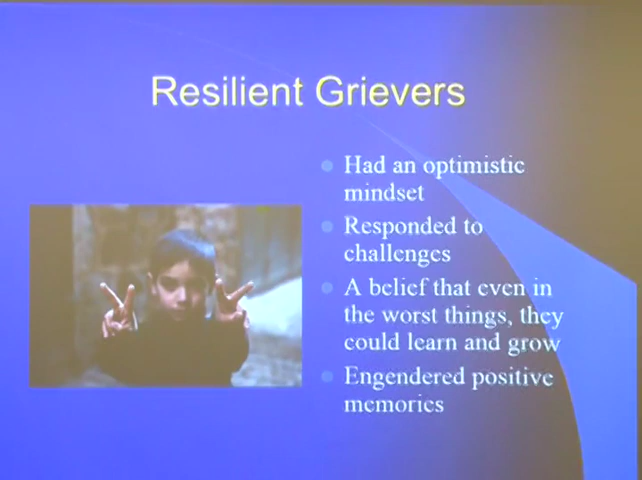 Resilient Grievers
Had an optimistic
mindset
Responded to
challenges
A belief that even in
the worst things, they
could learn and grow
Engendered positive
memories